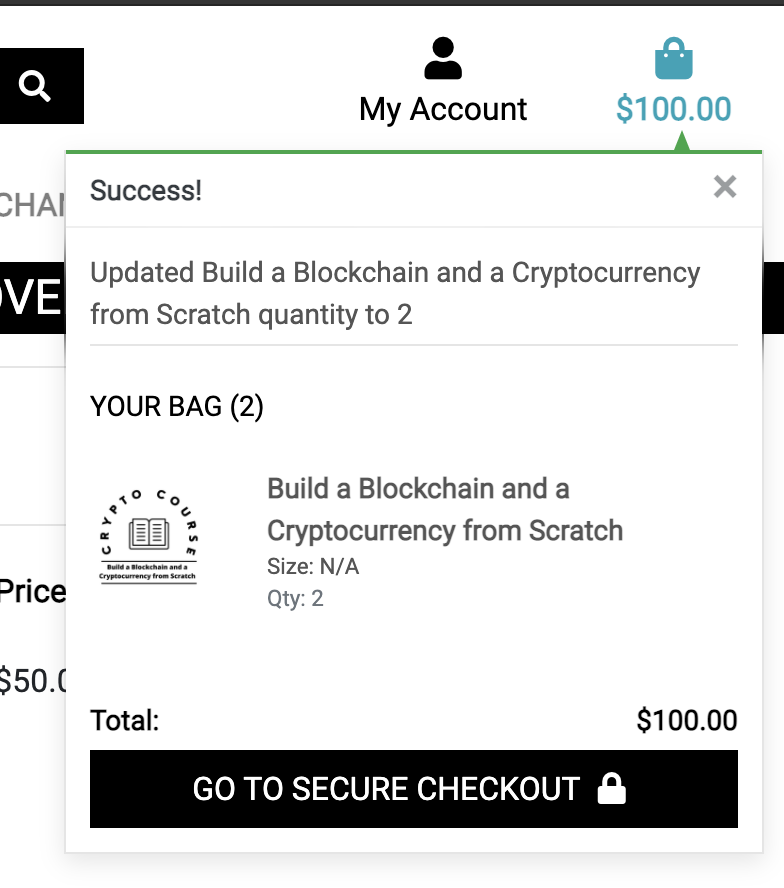 My Account
$100.00
Success!
×
Updated Build a Blockchain and a Cryptocurrency
from Scratch quantity to 2
YOUR BAG (2)
CRYPTO COURSE
Build a Blockchain and a
Cryptocurrency from Scratch
Build a Blockchain and a
Cryptocurrency from Scratch
Size: N/A
Qty: 2
Price
$50.0
Total:
$100.00
GO TO SECURE CHECKOUT